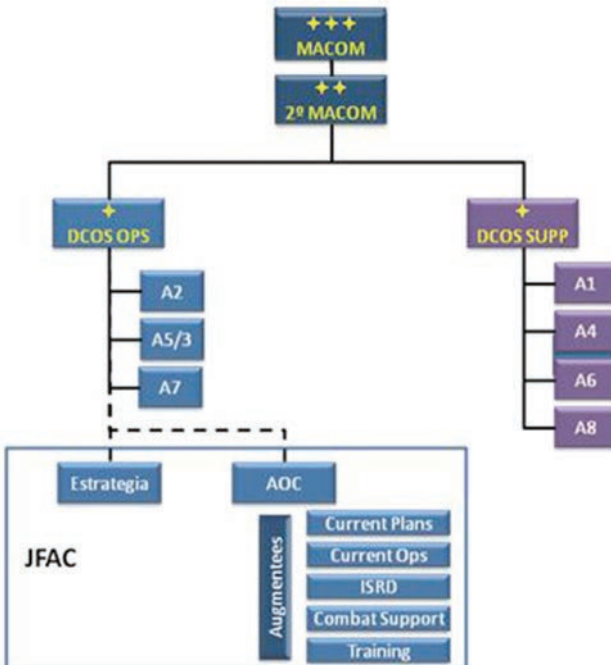 MACOM
2º MACOM
DCOS OPS
DCOS SUPP
A2
A5/3
A7
A1
A4
A6
A8
Estrategia
AOC
JFAC
Augmentees
Current Plans
Current Ops
ISRD
Combat Support
Training